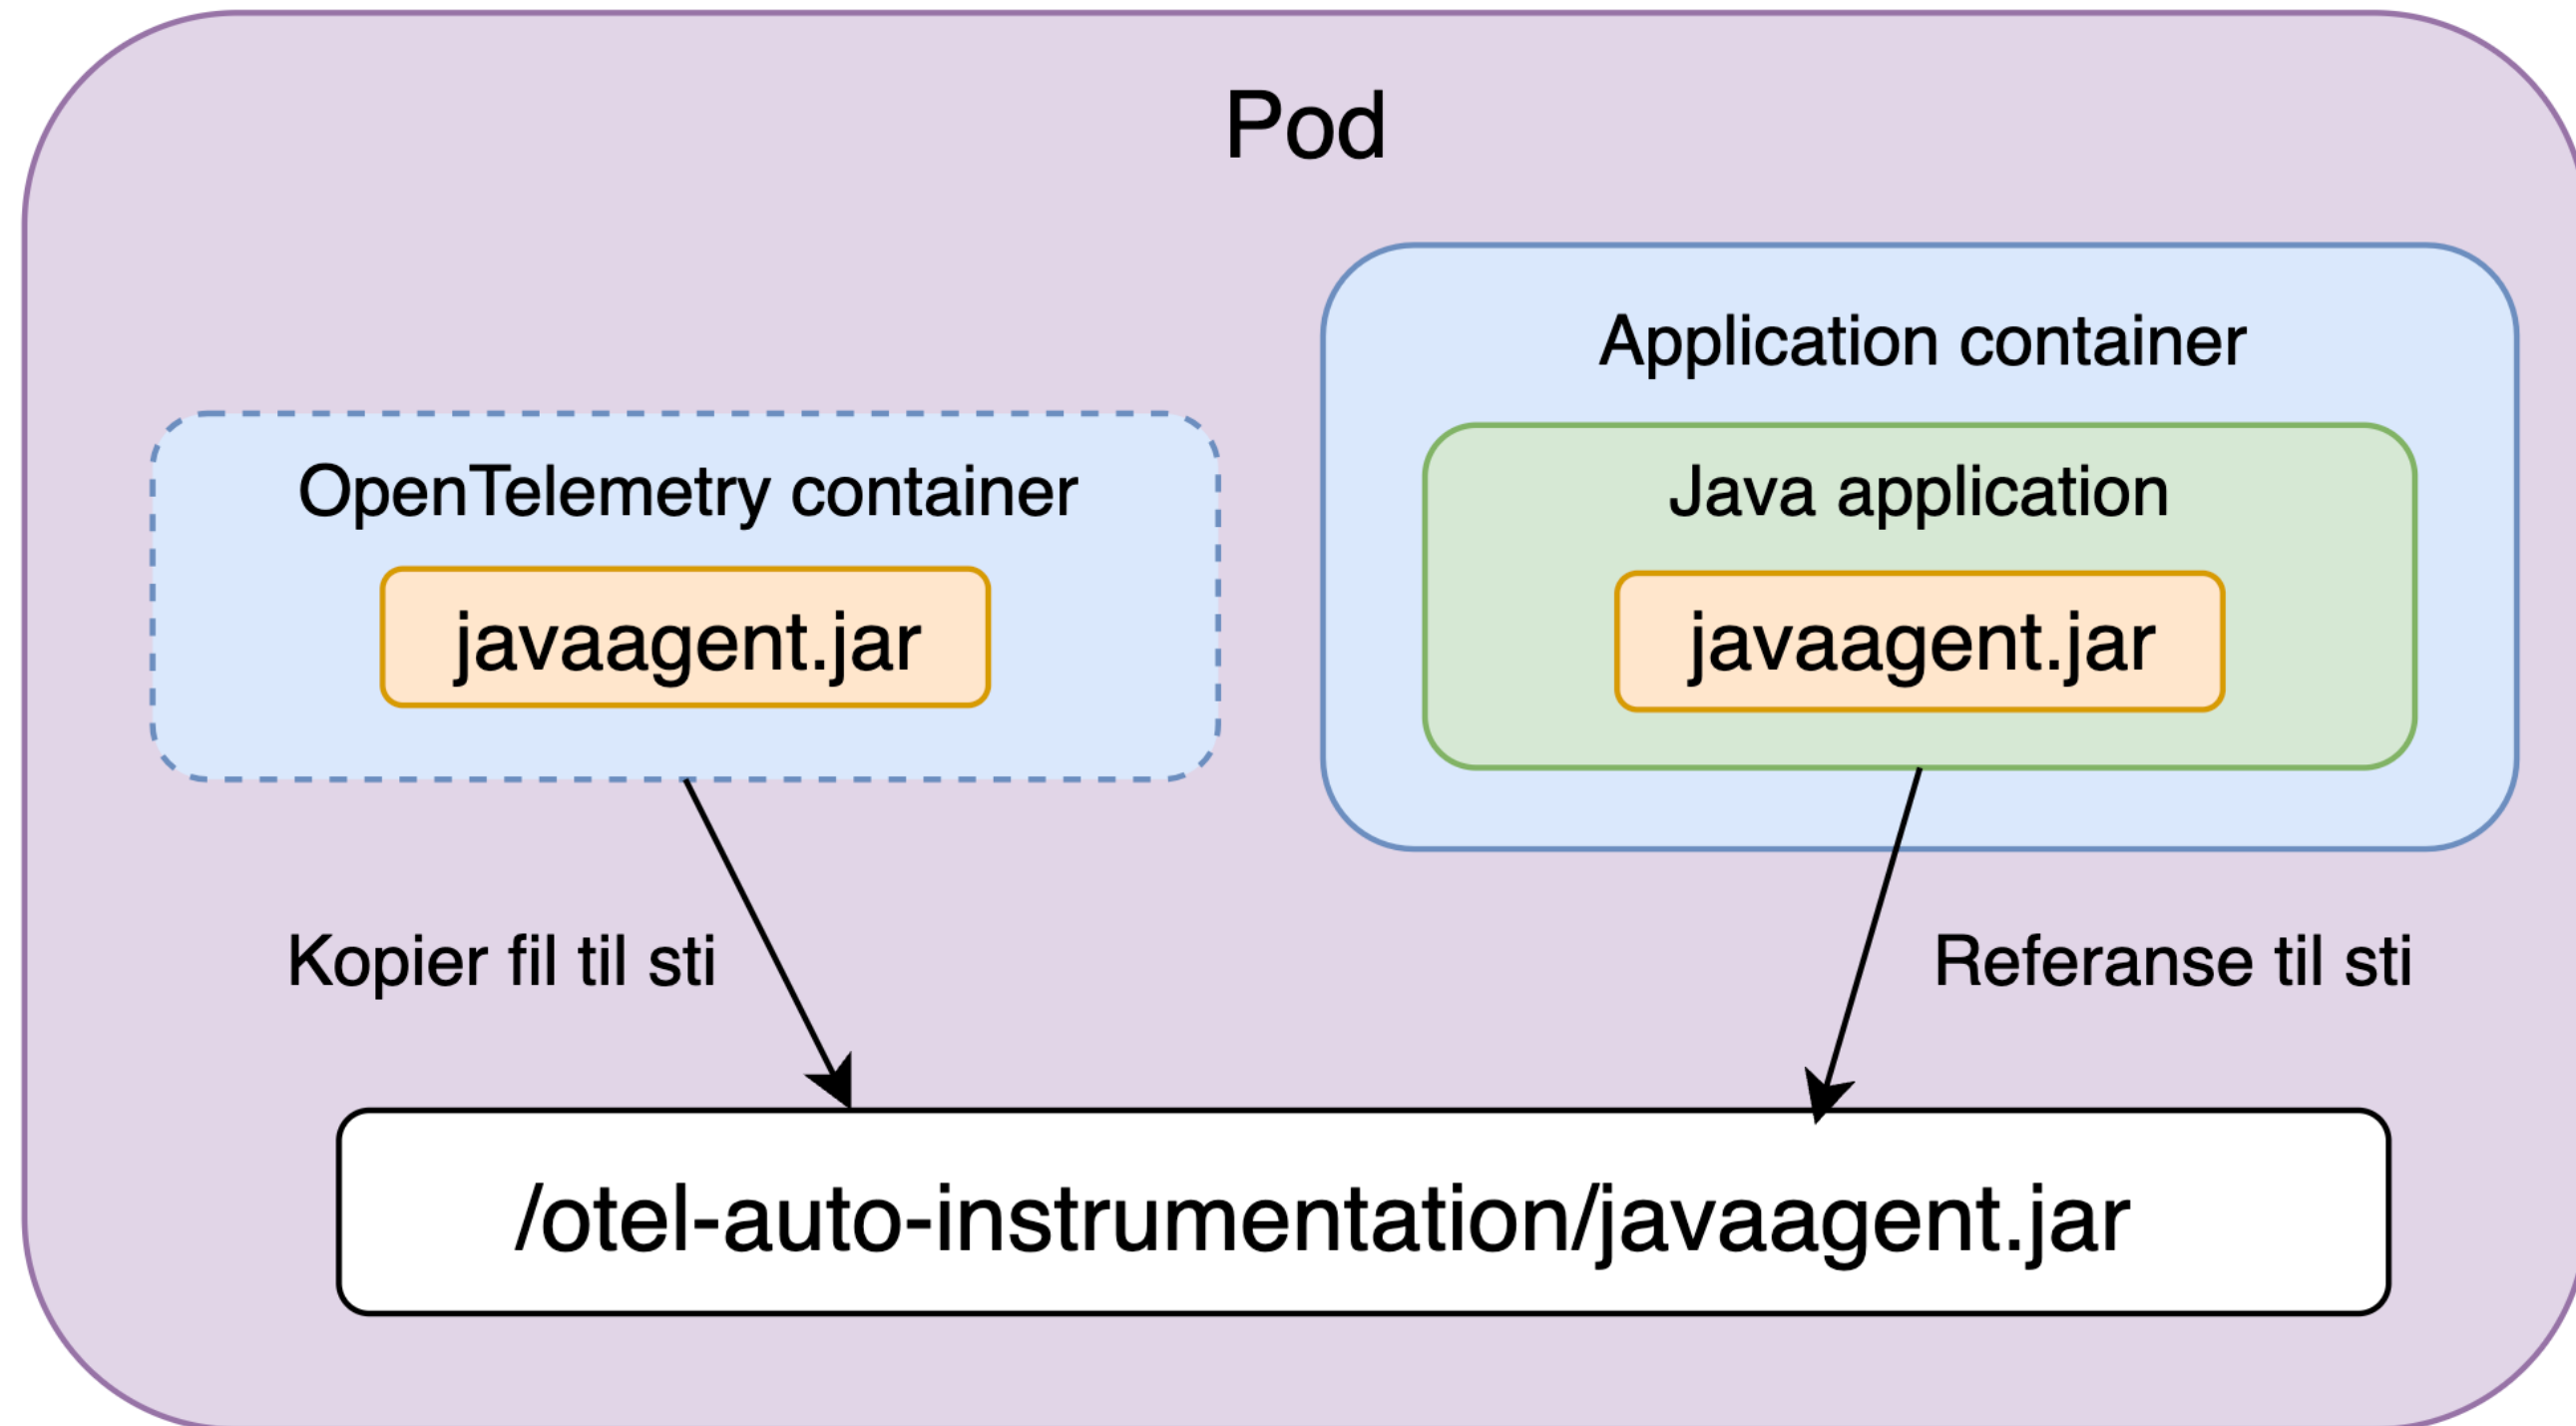 Pod
Application container
OpenTelemetry container
Java application
javaagent.jar
javaagent.jar
Kopier fil til sti
Referanse til sti
/otel-auto-instrumentation/javaagent.jar